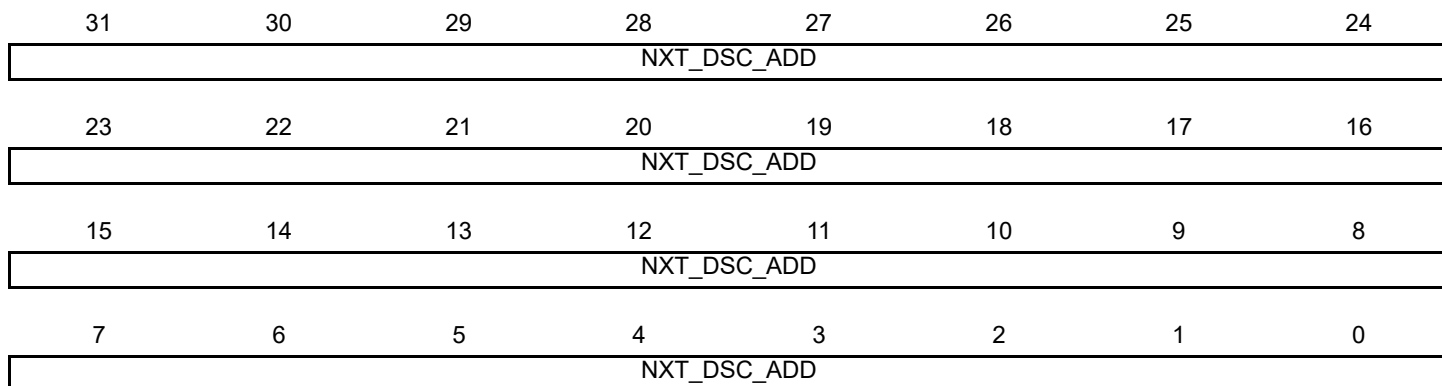 31 30 29 28 27 26 25 24
NXT_DSC_ADD
23 22 21 20 19 18 17 16
NXT_DSC_ADD
15 14 13 12 11 10 9 8
NXT_DSC_ADD
7 6 5 4 3 2 1 0
NXT_DSC_ADD